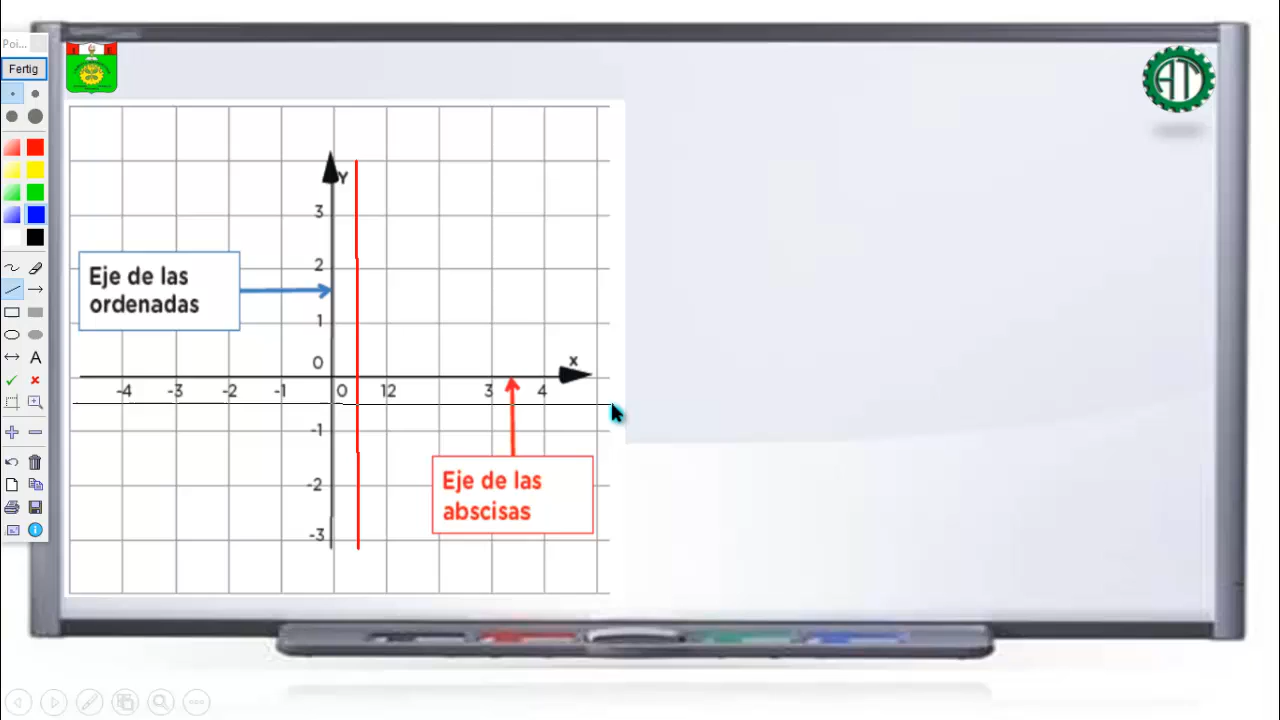 Poi...
Fertig
A
i
AT
Y
3
2
Eje de las
ordenadas
1
0
x
-4 -3 -2 -1 0 12 3 4
-1
Eje de las
abscisas
-2
-3